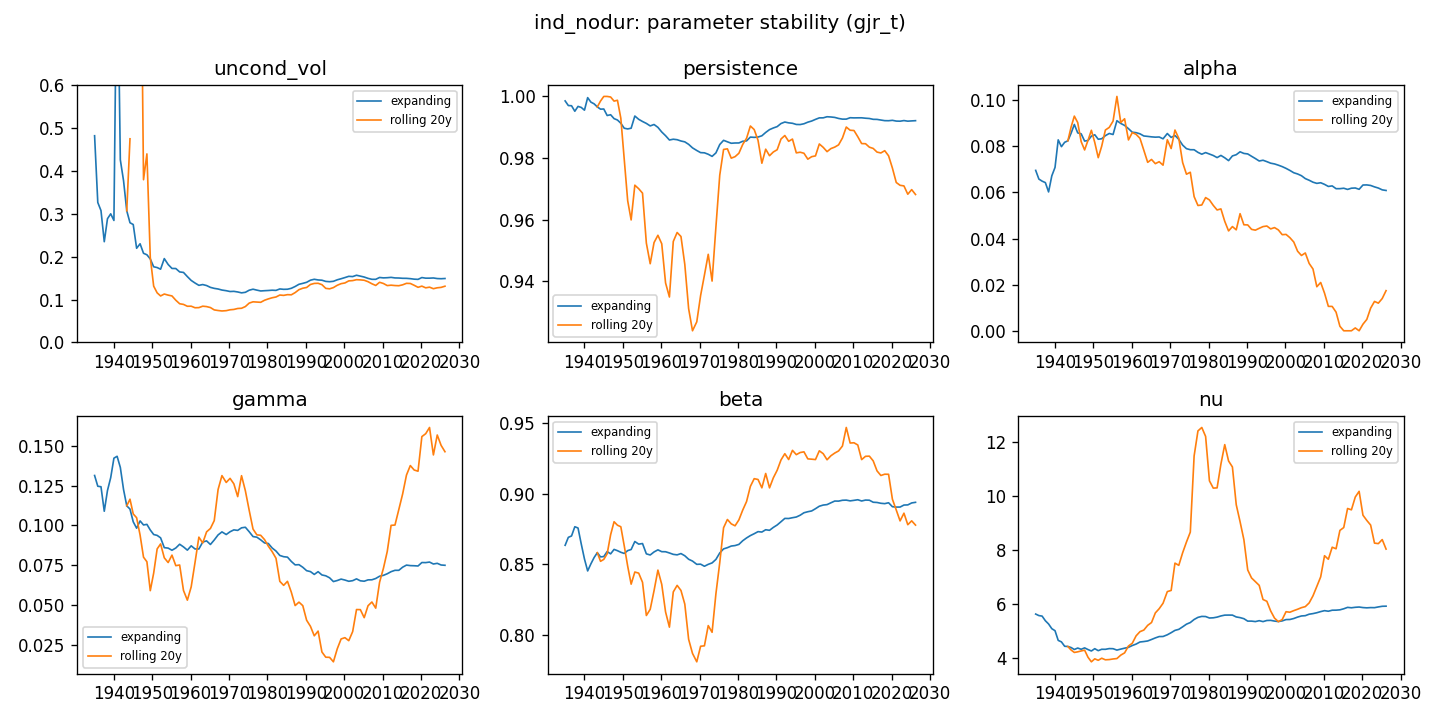 ind_nodur: parameter stability (gjr_t)
uncond_vol
0.6
0.5
0.4
0.3
0.2
0.1
0.0
expanding
rolling 20y
1940 1950 1960 1970 1980 1990 2000 2010 2020 2030
persistence
1.00
0.98
0.96
0.94
expanding
rolling 20y
1940 1950 1960 1970 1980 1990 2000 2010 2020 2030
alpha
0.10
0.08
0.06
0.04
0.02
0.00
expanding
rolling 20y
1940 1950 1960 1970 1980 1990 2000 2010 2020 2030
gamma
0.150
0.125
0.100
0.075
0.050
0.025
expanding
rolling 20y
1940 1950 1960 1970 1980 1990 2000 2010 2020 2030
beta
0.95
0.90
0.85
0.80
expanding
rolling 20y
1940 1950 1960 1970 1980 1990 2000 2010 2020 2030
nu
12
10
8
6
4
expanding
rolling 20y
1940 1950 1960 1970 1980 1990 2000 2010 2020 2030